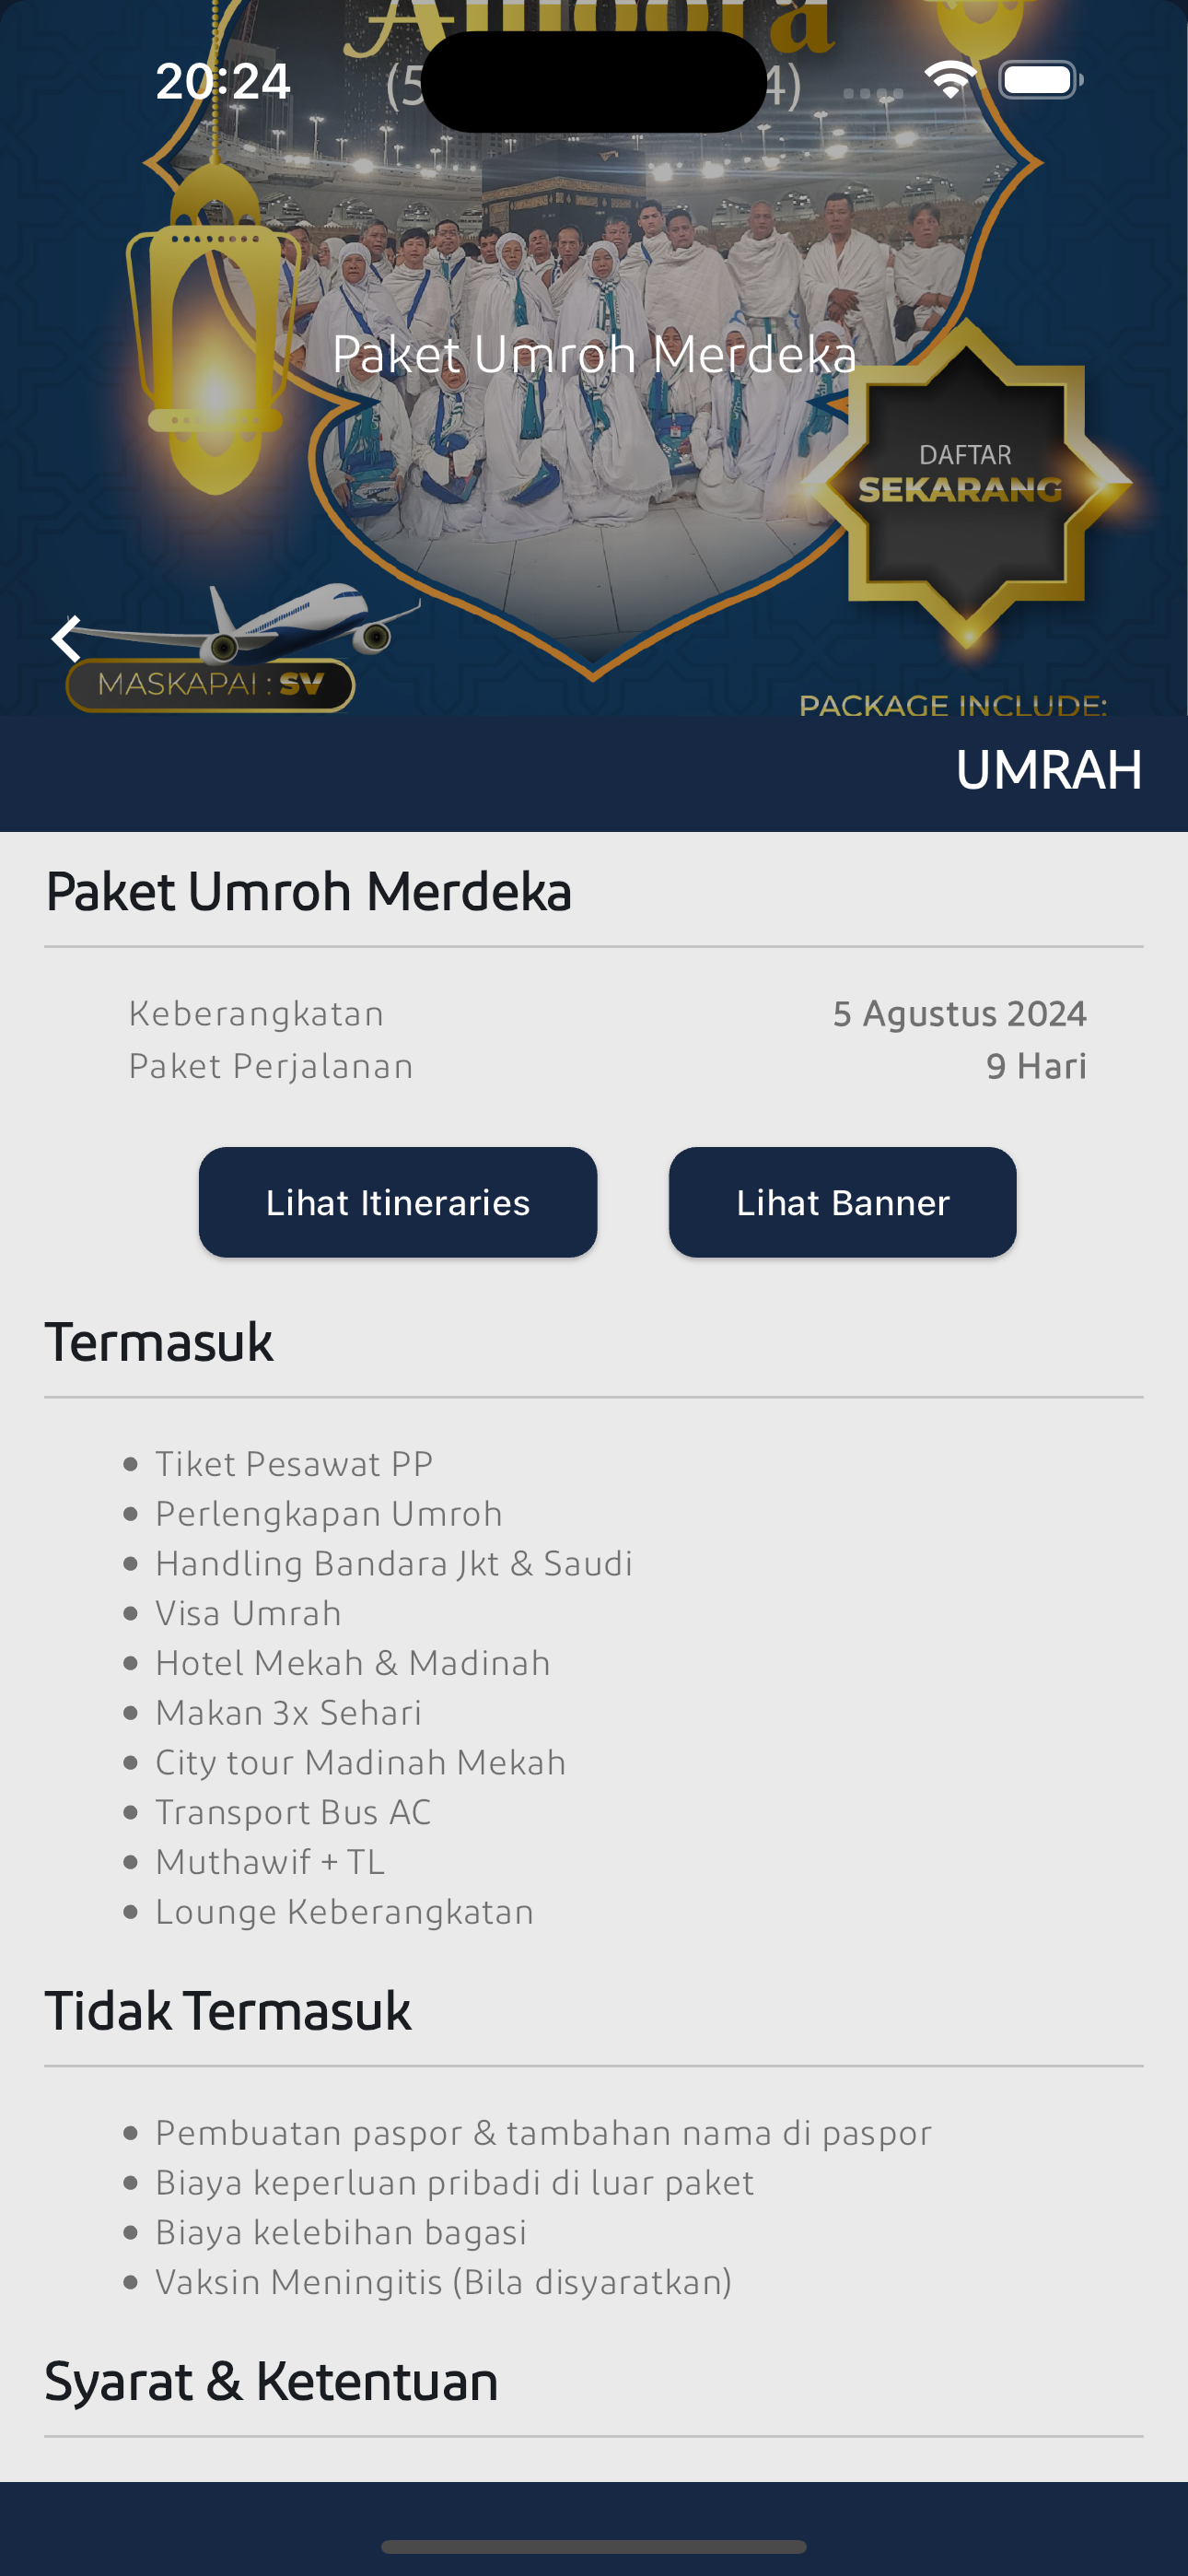 20:24
Paket Umroh Merdeka
DAFTAR
SEKARANG
MASKAPAI : SV
PACKAGE INCLUDE:
UMRAH
Paket Umroh Merdeka
Keberangkatan 5 Agustus 2024
Paket Perjalanan 9 Hari
Lihat Itineraries Lihat Banner
Termasuk
Tiket Pesawat PP
Perlengkapan Umroh
Handling Bandara Jkt & Saudi
Visa Umrah
Hotel Mekah & Madinah
Makan 3x Sehari
City tour Madinah Mekah
Transport Bus AC
Muthawif + TL
Lounge Keberangkatan
Tidak Termasuk
Pembuatan paspor & tambahan nama di paspor
Biaya keperluan pribadi di luar paket
Biaya kelebihan bagasi
Vaksin Meningitis (Bila disyaratkan)
Syarat & Ketentuan